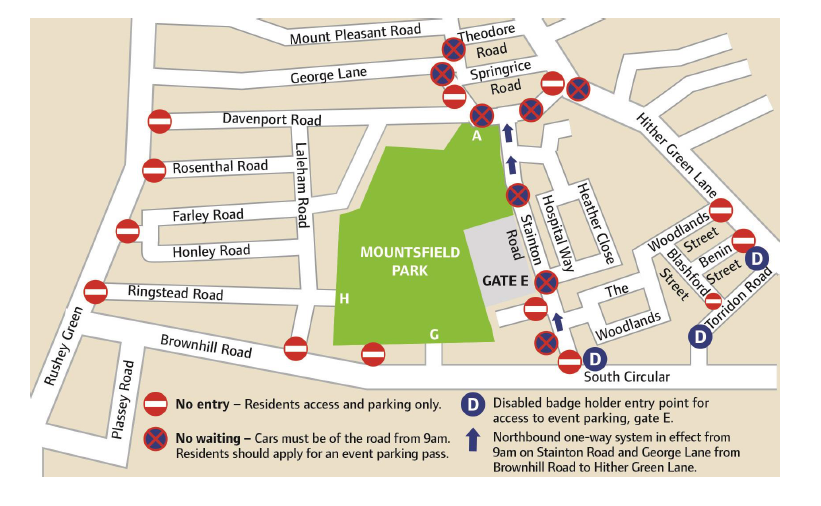 Mount Pleasant Road
Theodore
Road
George Lane
Springrice
Road
Davenport Road
A
Hither Green Lane
Laleham Road
Rosenthal Road
Heather Close
Hospital Way
Farley Road
Stainton
Road
Woodlands
Street
Honley Road
MOUNTSFIELD
PARK
Benin
Street
D
Blashford
Street
GATE E
Ringstead Road
H
The
Woodlands
Torridon Road
Rushey Green
G
D
Brownhill Road
D
South Circular
Plassey Road
No entry – Residents access and parking only.
No waiting – Cars must be of the road from 9am.
Residents should apply for an event parking pass.
D
Disabled badge holder entry point for
access to event parking, gate E.
Northbound one-way system in effect from
9am on Stainton Road and George Lane from
Brownhill Road to Hither Green Lane.